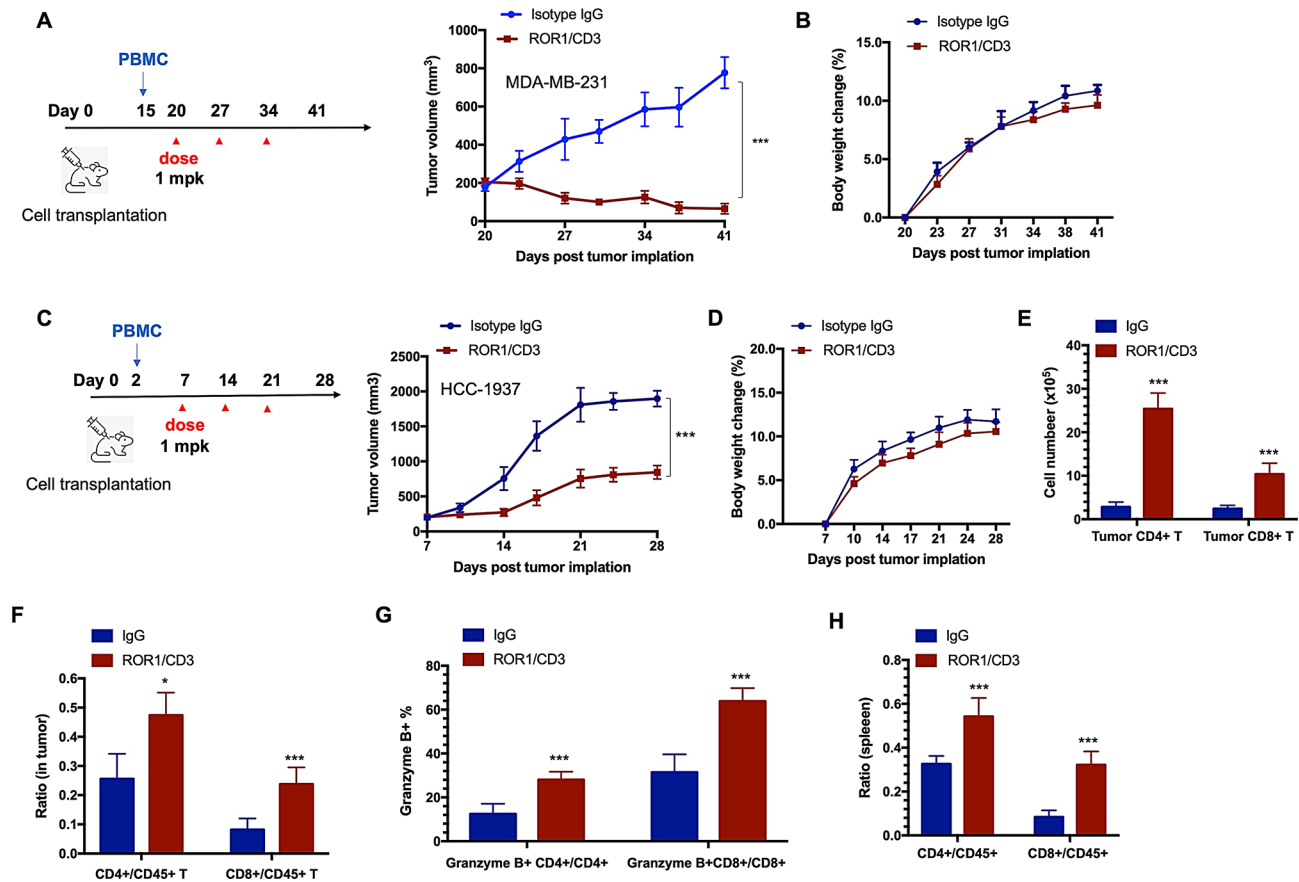 A
PBMC
Day 0 15 20 27 34 41
dose
1 mpk
Cell transplantation
Isotype IgG
ROR1/CD3
MDA-MB-231
Tumor volume (mm3)
1000
800
600
400
200
0
20 27 34 41
Days post tumor implation
***
B
Isotype IgG
ROR1/CD3
Body weight change (%)
15.0
10.0
5.0
0.0
20 23 27 31 34 38 41
Days post tumor implation
C
PBMC
Day 0 2 7 14 21 28
dose
1 mpk
Cell transplantation
Isotype IgG
ROR1/CD3
HCC-1937
Tumor volume (mm3)
2500
2000
1500
1000
500
0
7 14 21 28
Days post tumor implation
***
D
Isotype IgG
ROR1/CD3
Body weight change (%)
20.0
15.0
10.0
5.0
0.0
7 10 14 17 21 24 28
Days post tumor implation
E
IgG
ROR1/CD3
Cell numbeer (x105)
40
30
20
10
0
***
***
Tumor CD4+ T Tumor CD8+ T
F
IgG
ROR1/CD3
Ratio (in tumor)
0.6
0.5
0.4
0.3
0.2
0.1
0.0
*
***
CD4+/CD45+ T CD8+/CD45+ T
G
IgG
ROR1/CD3
Granzyme B+ %
80
60
40
20
0
***
***
Granzyme B+ CD4+/CD4+ Granzyme B+CD8+/CD8+
H
IgG
ROR1/CD3
Ratio (spleeen)
0.8
0.6
0.4
0.2
0.0
***
***
CD4+/CD45+ CD8+/CD45+